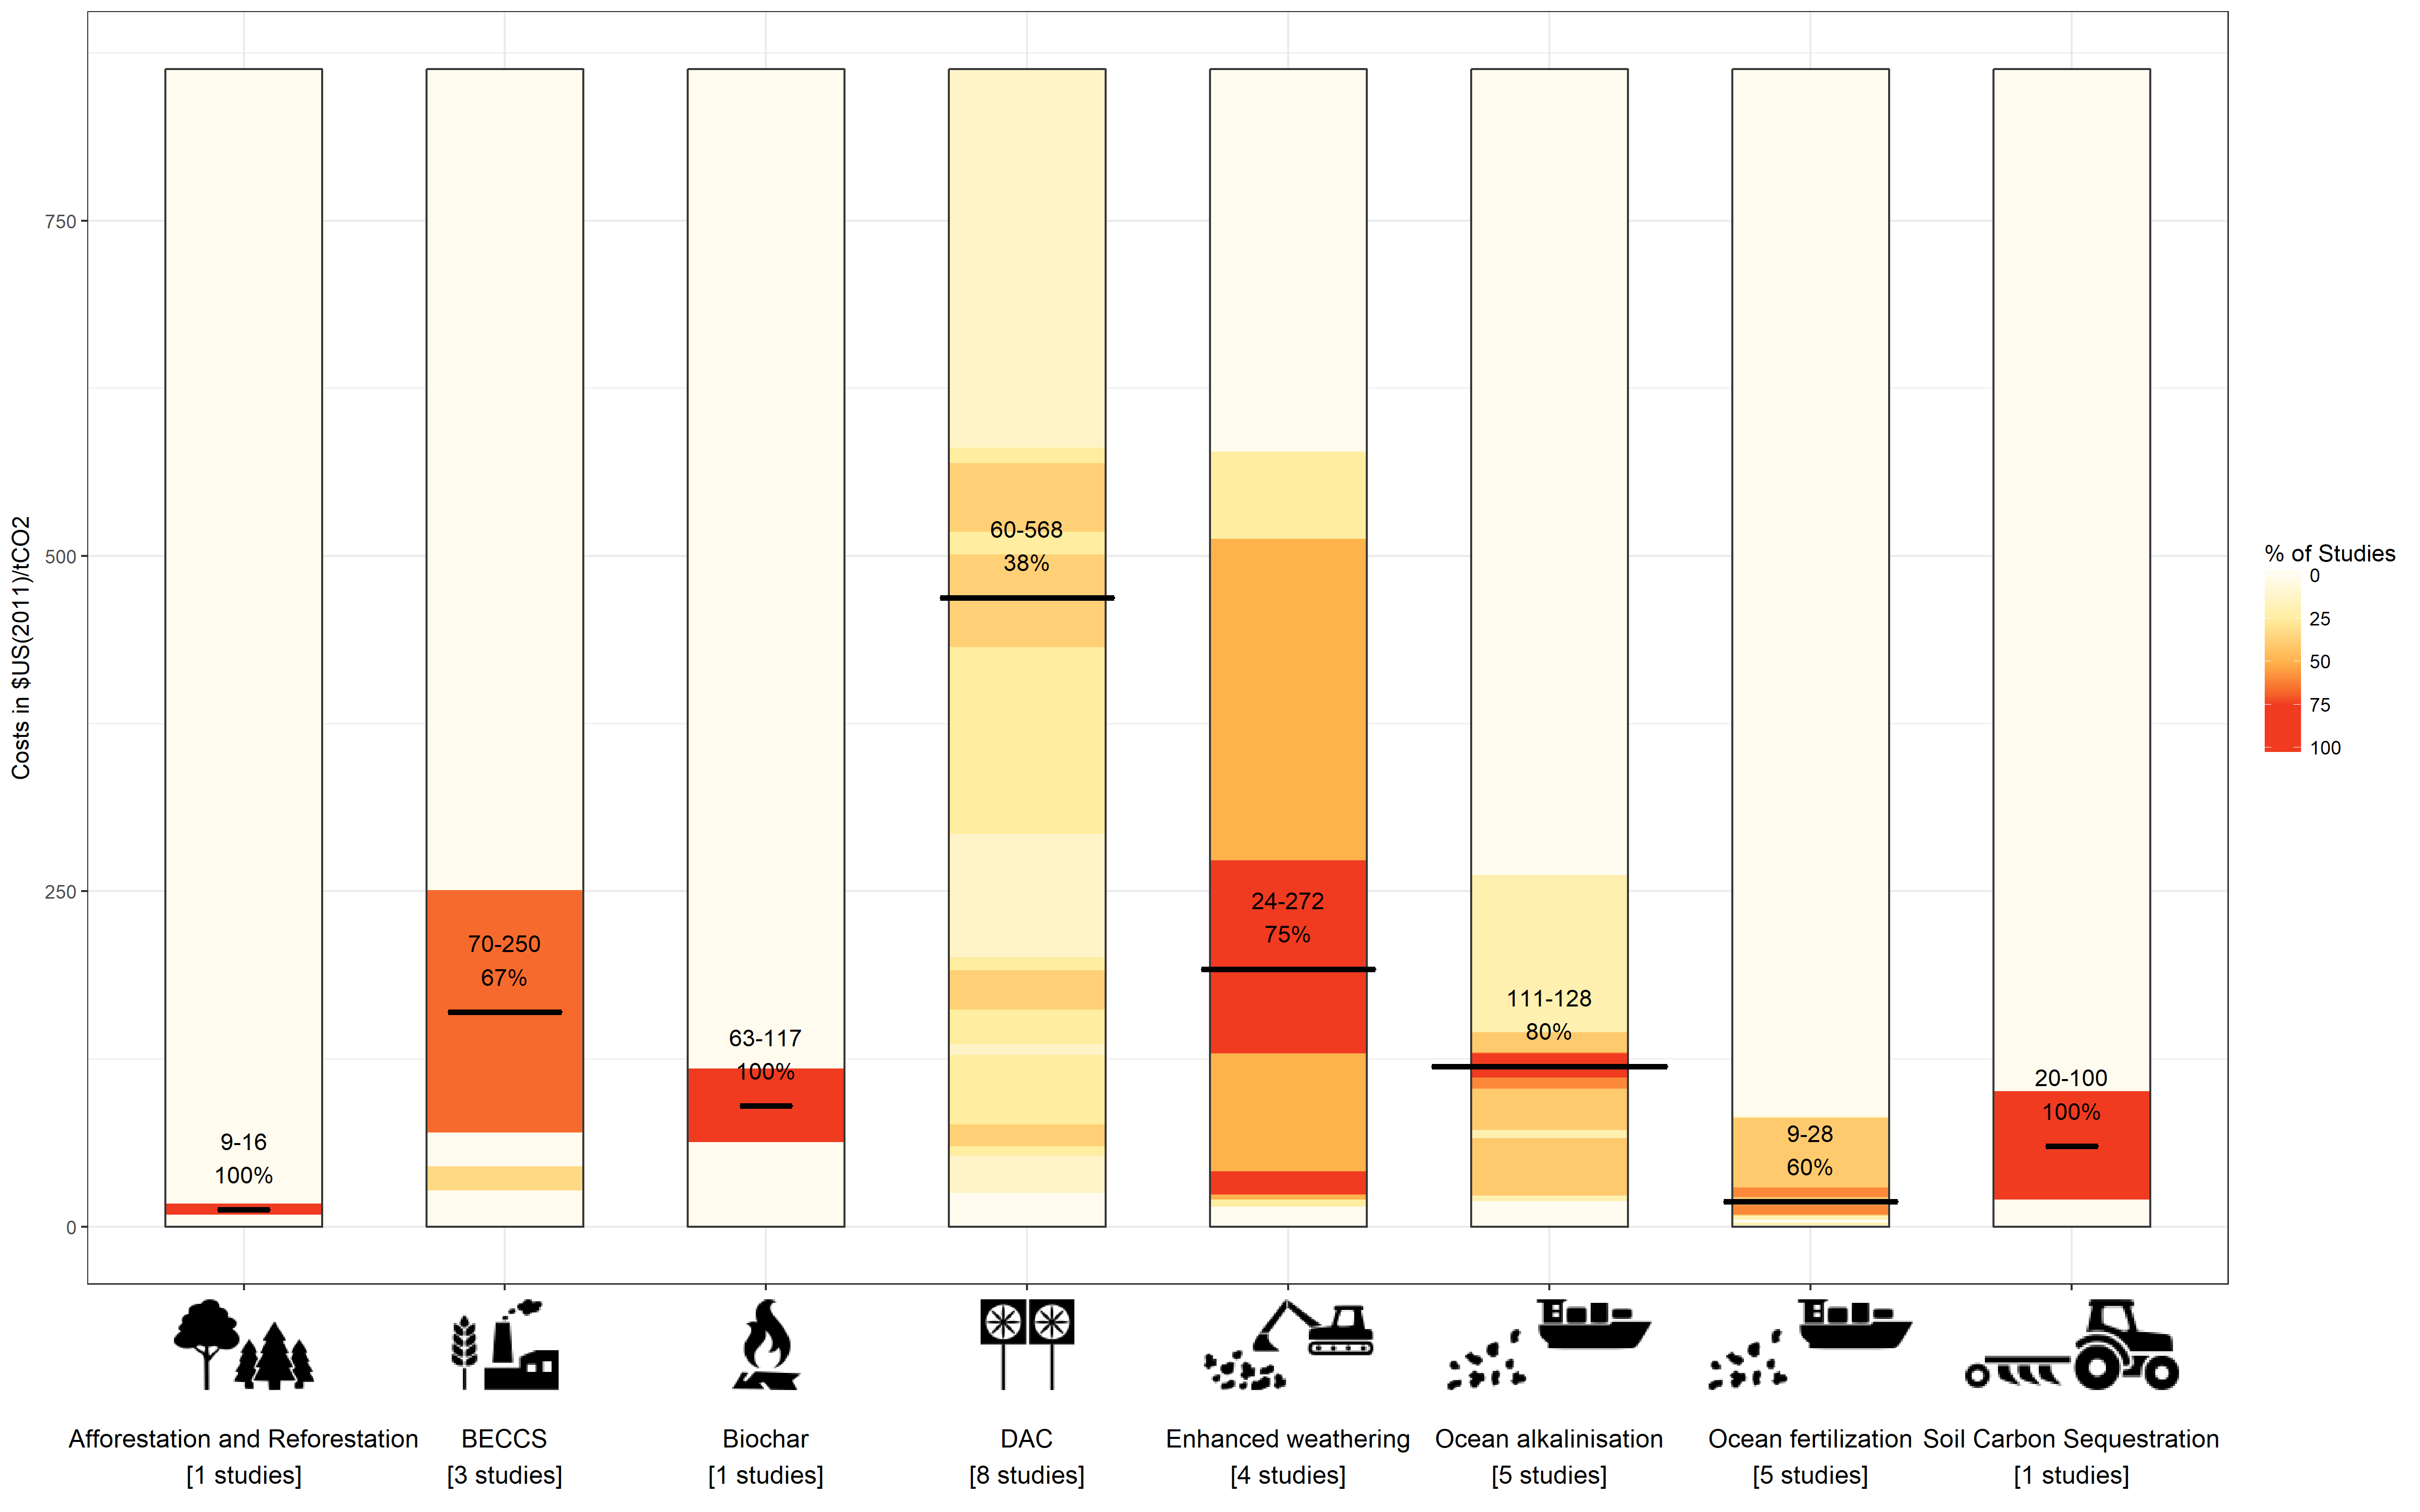 Costs in $US(2011)/tCO2
750
500
250
0
9-16
100%
70-250
67%
63-117
100%
60-568
38%
24-272
75%
111-128
80%
9-28
60%
20-100
100%
% of Studies
0
25
50
75
100
Afforestation and Reforestation
[1 studies]
BECCS
[3 studies]
Biochar
[1 studies]
DAC
[8 studies]
Enhanced weathering
[4 studies]
Ocean alkalinisation
[5 studies]
Ocean fertilization
[5 studies]
Soil Carbon Sequestration
[1 studies]